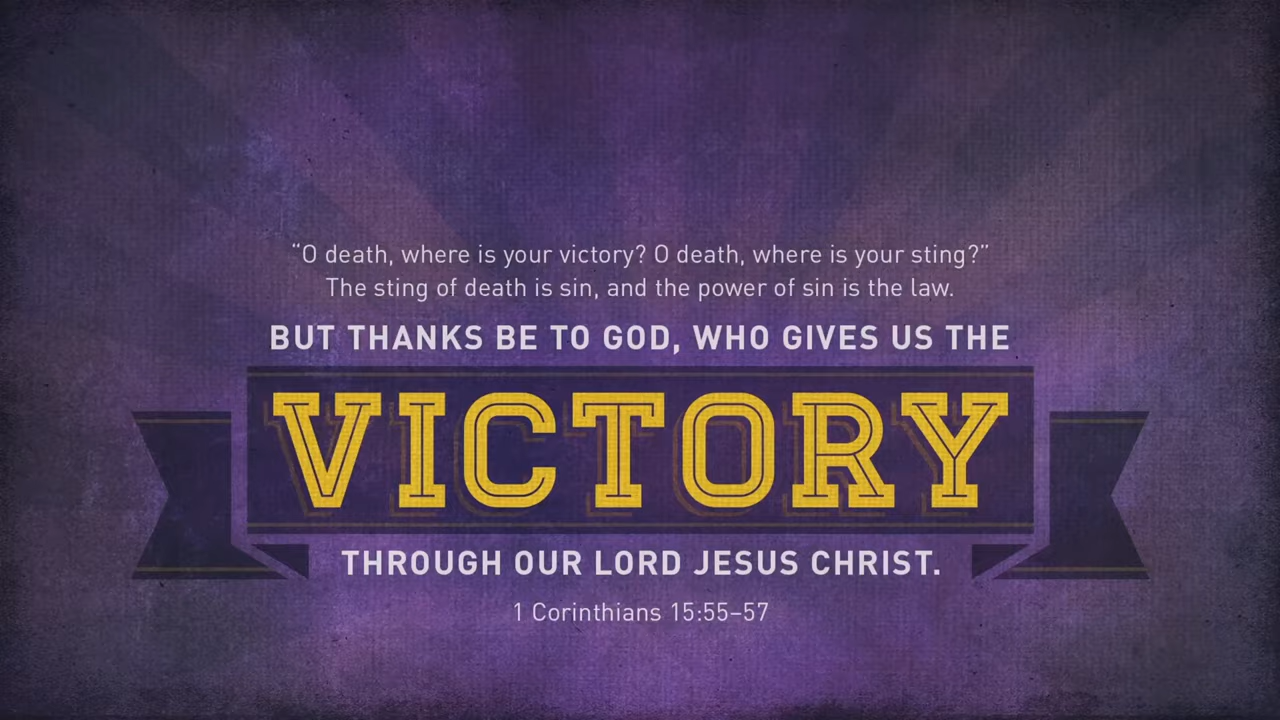 “O death, where is your victory? O death, where is your sting?”
The sting of death is sin, and the power of sin is the law.
BUT THANKS BE TO GOD, WHO GIVES US THE
VICTORY
THROUGH OUR LORD JESUS CHRIST.
1 Corinthians 15:55–57